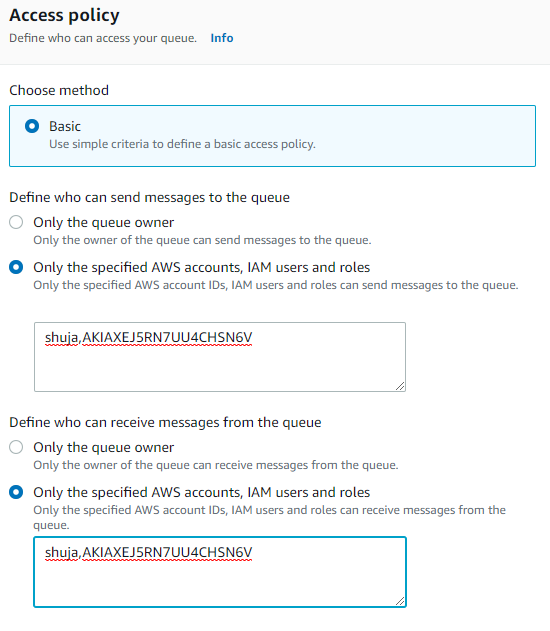 Access policy
Define who can access your queue. Info
Choose method
Basic
Use simple criteria to define a basic access policy.
Define who can send messages to the queue
Only the queue owner
Only the owner of the queue can send messages to the queue.
Only the specified AWS accounts, IAM users and roles
Only the specified AWS account IDs, IAM users and roles can send messages to the queue.
shuja,AKIAXEJ5RN7UU4CHSN6V
Define who can receive messages from the queue
Only the queue owner
Only the owner of the queue can receive messages from the queue.
Only the specified AWS accounts, IAM users and roles
Only the specified AWS account IDs, IAM users and roles can receive messages from the
queue.
shuja,AKIAXEJ5RN7UU4CHSN6V